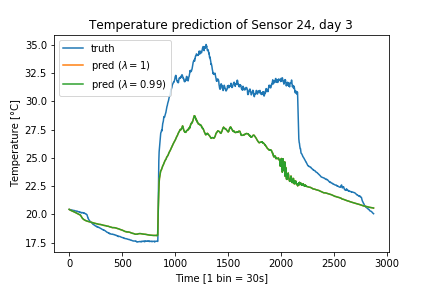 Temperature prediction of Sensor 24, day 3
truth
pred (λ = 1)
pred (λ = 0.99)
Temperature [°C]
35.0
32.5
30.0
27.5
25.0
22.5
20.0
17.5
0 500 1000 1500 2000 2500 3000
Time [1 bin = 30s]